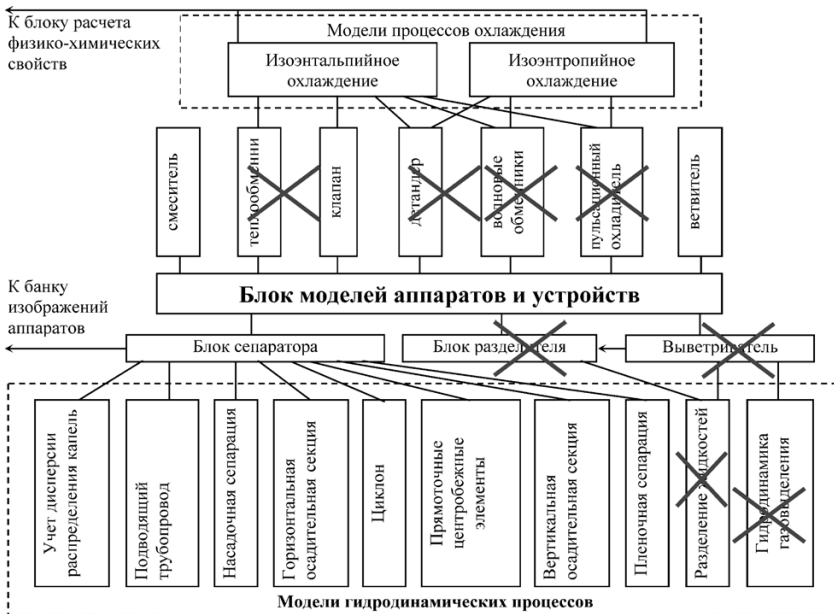 К блоку расчета
физико-химических
свойств
Модели процессов охлаждения
Изоэнтальпийное
охлаждение
Изоэнтропийное
охлаждение
смеситель
теплообменни
клапан
детандер
волновые
обменники
пульсационный
охладитель
ветвитель
Блок моделей аппаратов и устройств
К банку
изображений
аппаратов
Блок сепаратора
Блок разделителя
Выветриватель
Учет дисперсии
распределения капель
Подводящий
трубопровод
Насадочная сепарация
Горизонтальная
осадительная секция
Циклон
Прямоточные
центробежные
элементы
Вертикальная
осадительная секция
Пленочная сепарация
Разделение жидкостей
Гидродинамика
газовыделения
Модели гидродинамических процессов